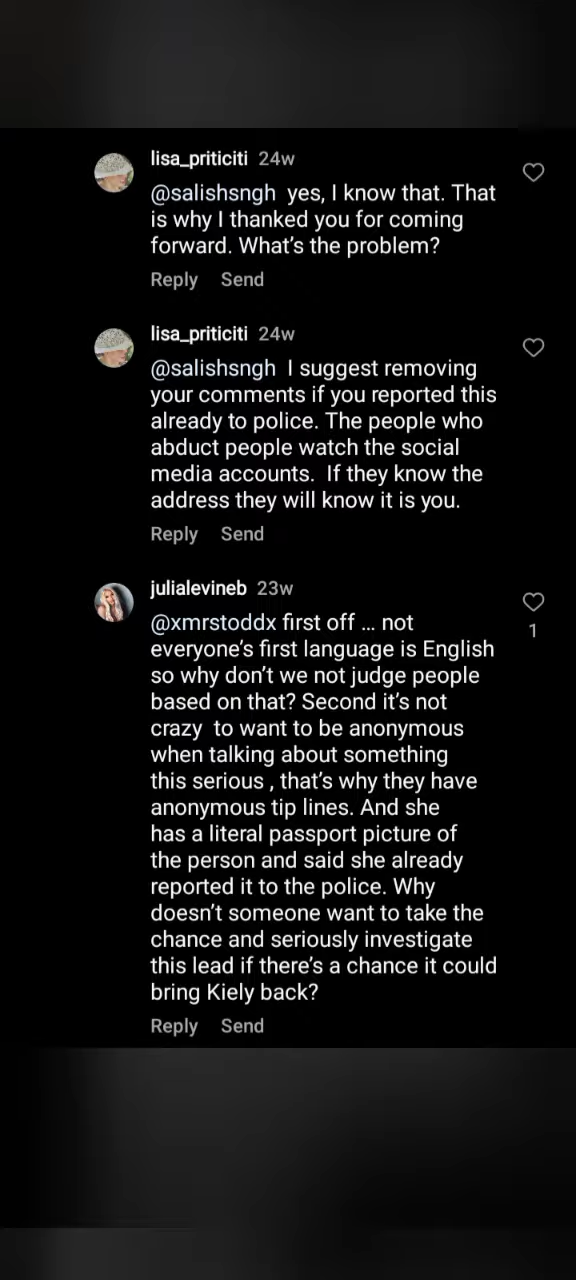 lisa_priticiti 24w
@salishsngh yes, I know that. That
is why I thanked you for coming
forward. What's the problem?
Reply Send
lisa_priticiti 24w
@salishsngh I suggest removing
your comments if you reported this
already to police. The people who
abduct people watch the social
media accounts. If they know the
address they will know it is you.
Reply Send
julialevineb 23w
@xmrstoddx first off ... not
1
everyone's first language is English
so why don't we not judge people
based on that? Second it's not
crazy to want to be anonymous
when talking about something
this serious , that's why they have
anonymous tip lines. And she
has a literal passport picture of
the person and said she already
reported it to the police. Why
doesn't someone want to take the
chance and seriously investigate
this lead if there's a chance it could
bring Kiely back?
Reply Send